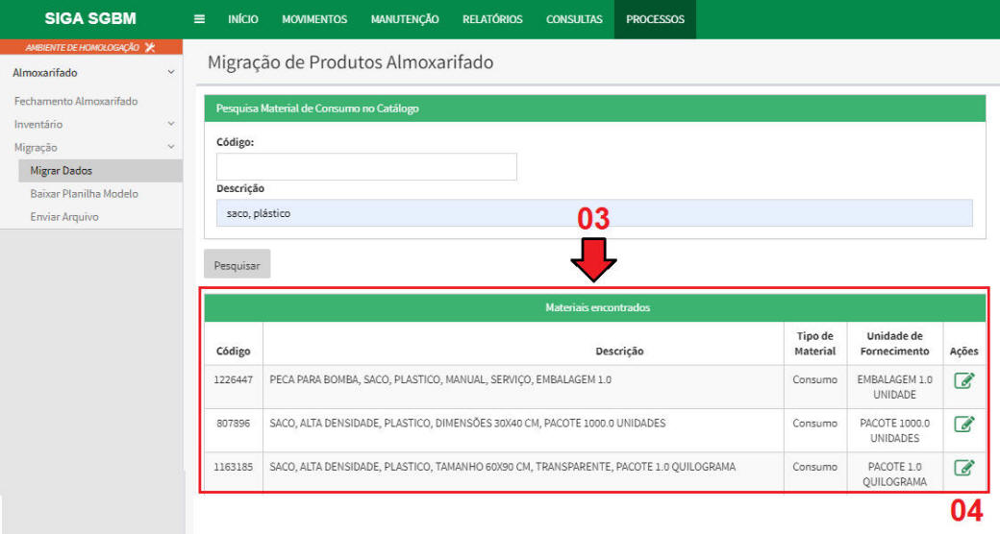 SIGA SGBM
INÍCIO MOVIMENTOS MANUTENÇÃO RELATÓRIOS CONSULTAS PROCESSOS
AMBIENTE DE HOMOLOGAÇÃO
Almoxarifado
Fechamento Almoxarifado
Inventário
Migração
Migrar Dados
Baixar Planilha Modelo
Enviar Arquivo
Migração de Produtos Almoxarifado
Pesquisa Material de Consumo no Catálogo
Código:
Descrição
saco, plástico
03
Pesquisar
Materiais encontrados
Código Descrição Tipo de Material Unidade de Fornecimento Ações
1226447 PECA PARA BOMBA, SACO, PLASTICO, MANUAL, SERVIÇO, EMBALAGEM 1.0 Consumo EMBALAGEM 1.0 UNIDADE
807896 SACO, ALTA DENSIDADE, PLASTICO, DIMENSÕES 30X40 CM, PACOTE 1000.0 UNIDADES Consumo PACOTE 1000.0 UNIDADES
1163185 SACO, ALTA DENSIDADE, PLASTICO, TAMANHO 60X90 CM, TRANSPARENTE, PACOTE 1.0 QUILOGRAMA Consumo PACOTE 1.0 QUILOGRAMA
04